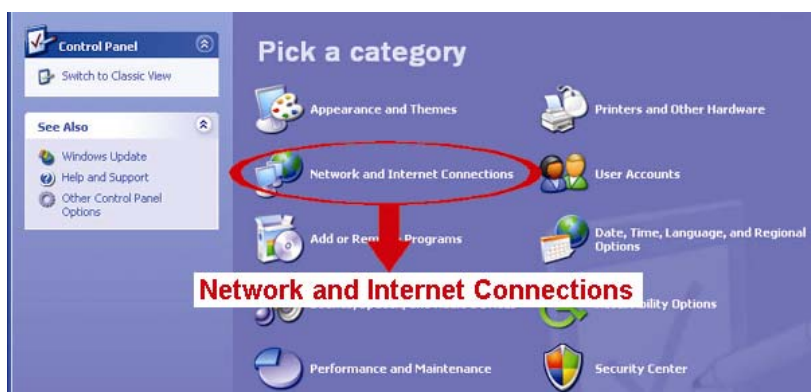 Control Panel
Switch to Classic View
See Also
Windows Update
Help and Support
Other Control Panel
Options
Pick a category
Appearance and Themes
Printers and Other Hardware
Network and Internet Connections
User Accounts
Add or Programs
Date, Time, Language, and Regional
Options
Network and Internet Connections
Options
Performance and Maintenance
Security Center